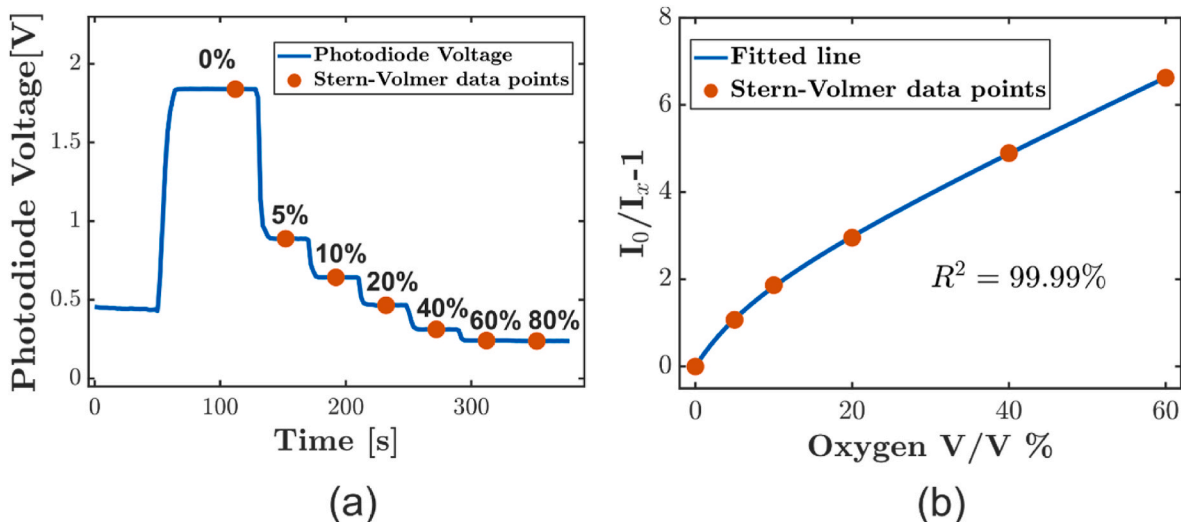 Photodiode Voltage[V]
2
1.5
1
0.5
0
0%
5%
10%
20%
40%
60%
80%
Photodiode Voltage
Stern-Volmer data points
0
100
200
300
Time [s]
(a)
I₀/Iₓ-1
8
6
4
2
0
Fitted line
Stern-Volmer data points
R² = 99.99%
0
20
40
60
Oxygen V/V %
(b)